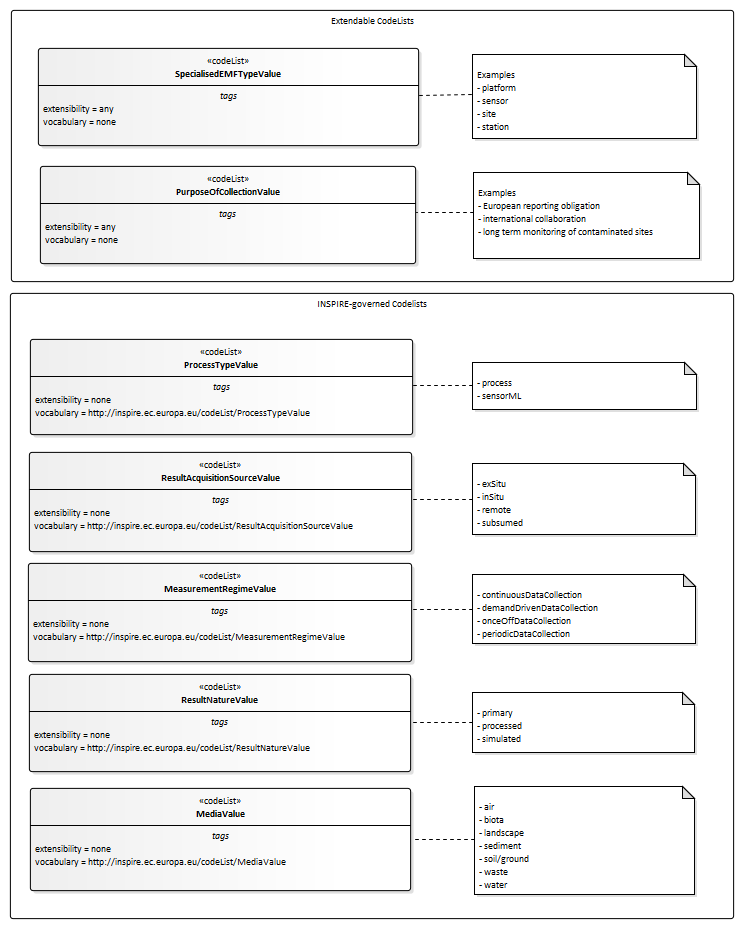 Extendable CodeLists
«codeList»
SpecialisedEMFTypeValue
tags
extensibility = any
vocabulary = none
Examples
- platform
- sensor
- site
- station
«codeList»
PurposeOfCollectionValue
tags
extensibility = any
vocabulary = none
Examples
- European reporting obligation
- international collaboration
- long term monitoring of contaminated sites
INSPIRE-governed Codelists
«codeList»
ProcessTypeValue
tags
extensibility = none
vocabulary = http://inspire.ec.europa.eu/codeList/ProcessTypeValue
- process
- sensorML
«codeList»
ResultAcquisitionSourceValue
tags
extensibility = none
vocabulary = http://inspire.ec.europa.eu/codeList/ResultAcquisitionSourceValue
- exSitu
- inSitu
- remote
- subsumed
«codeList»
MeasurementRegimeValue
tags
extensibility = none
vocabulary = http://inspire.ec.europa.eu/codeList/MeasurementRegimeValue
- continuousDataCollection
- demandDrivenDataCollection
- onceOffDataCollection
- periodicDataCollection
«codeList»
ResultNatureValue
tags
extensibility = none
vocabulary = http://inspire.ec.europa.eu/codeList/ResultNatureValue
- primary
- processed
- simulated
«codeList»
MediaValue
tags
extensibility = none
vocabulary = http://inspire.ec.europa.eu/codeList/MediaValue
- air
- biota
- landscape
- sediment
- soil/ground
- waste
- water